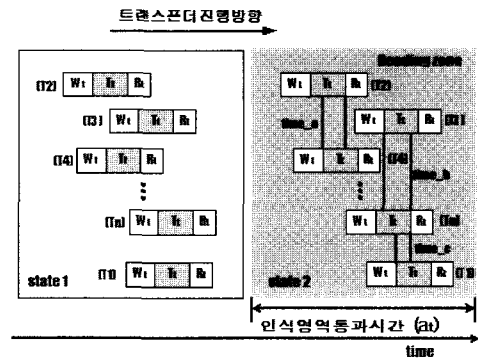 트랜스폰더진행방향
Reading zone
(T2) Wt Tt Rt
(T3) Wt Tt Rt
(T4) Wt Tt Rt
(Tn) Wt Tt Rt
(T1) Wt Tt Rt
state 1
Wt Tt Rt (T2)
time_a
Wt Tt Rt
Wt Tt Rt (T4)
time_b
Wt Tt Rt (Tn)
time_c
Wt Tt Rt (T1)
state 2
인식영역통과시간 (at)
time